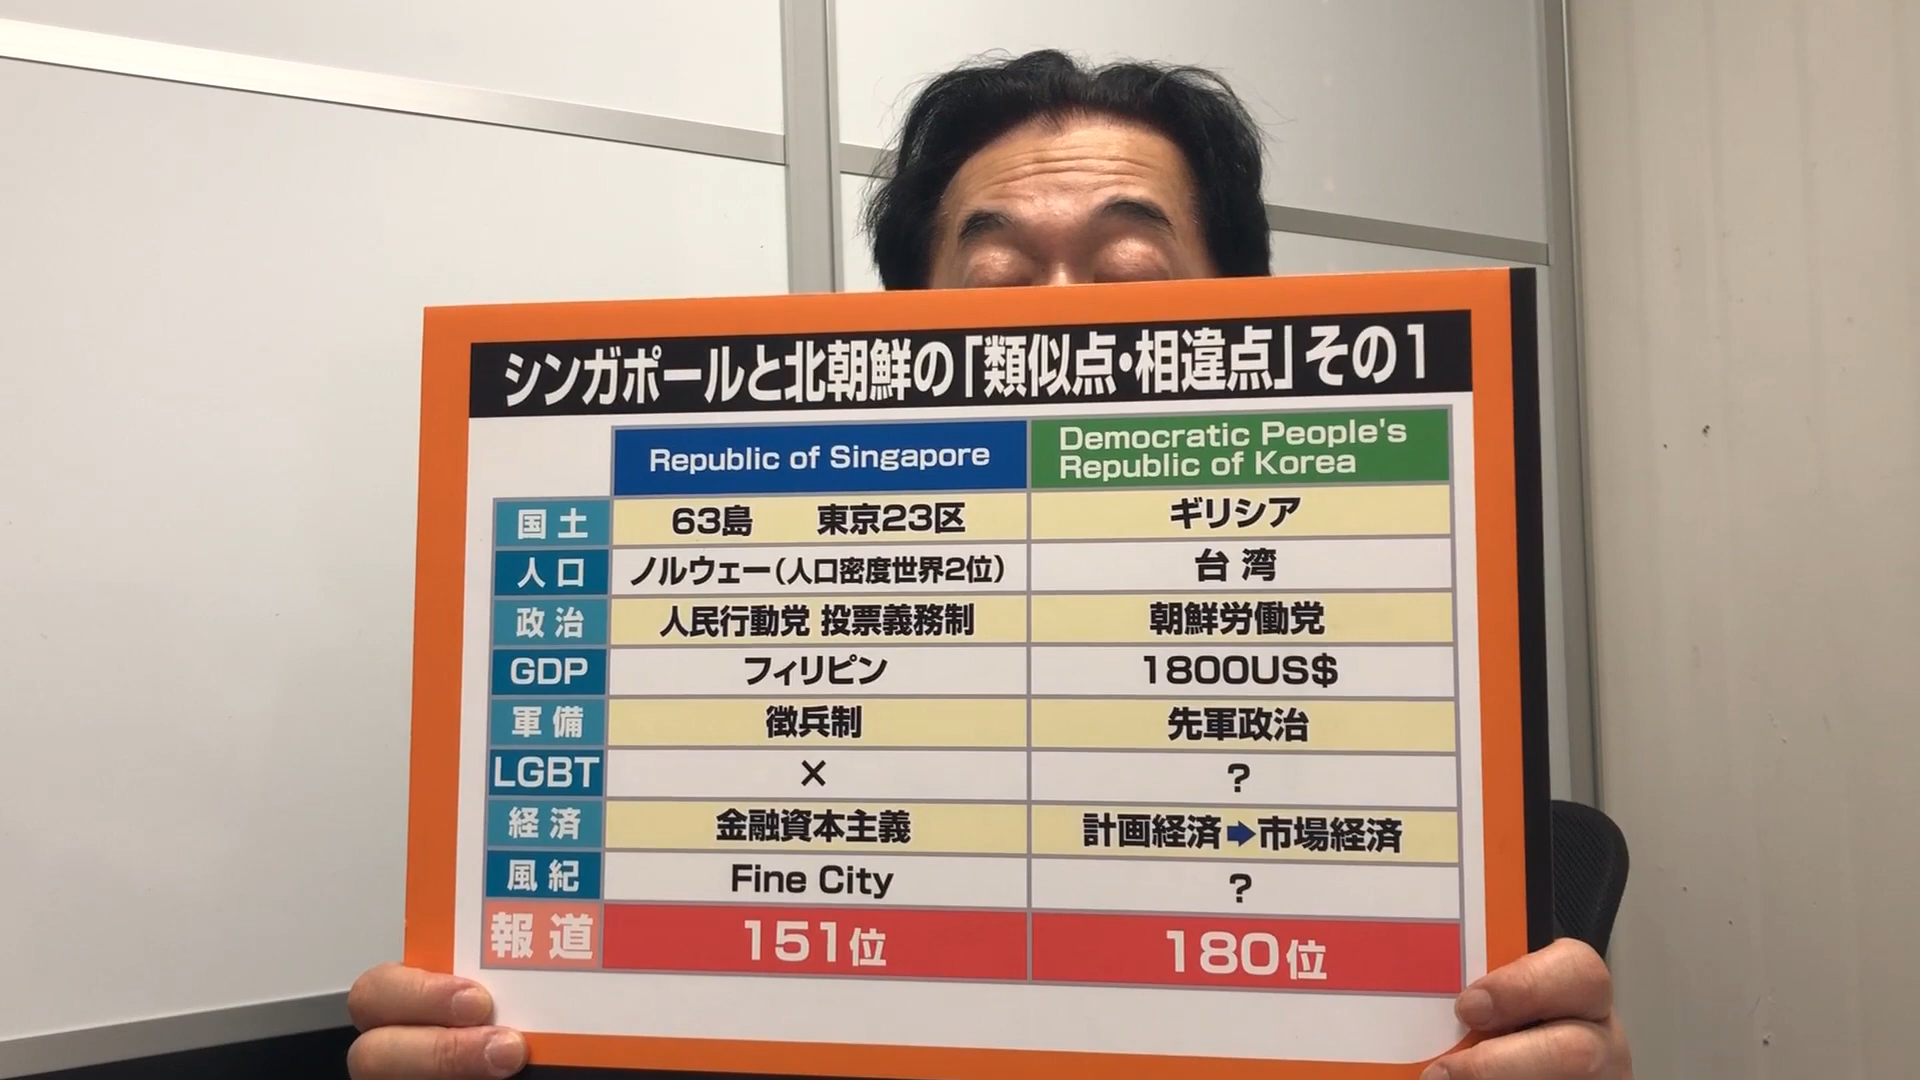 シンガポールと北朝鮮の「類似点・相違点」その1
Republic of Singapore
Democratic People's
Republic of Korea
国土 63島 東京23区 ギリシア
人口 ノルウェー(人口密度世界2位) 台湾
政治 人民行動党 投票義務制 朝鮮労働党
GDP フィリピン 1800US$
軍備 徴兵制 先軍政治
LGBT × ?
経済 金融資本主義 計画経済➡市場経済
風紀 Fine City ?
報道 151位 180位